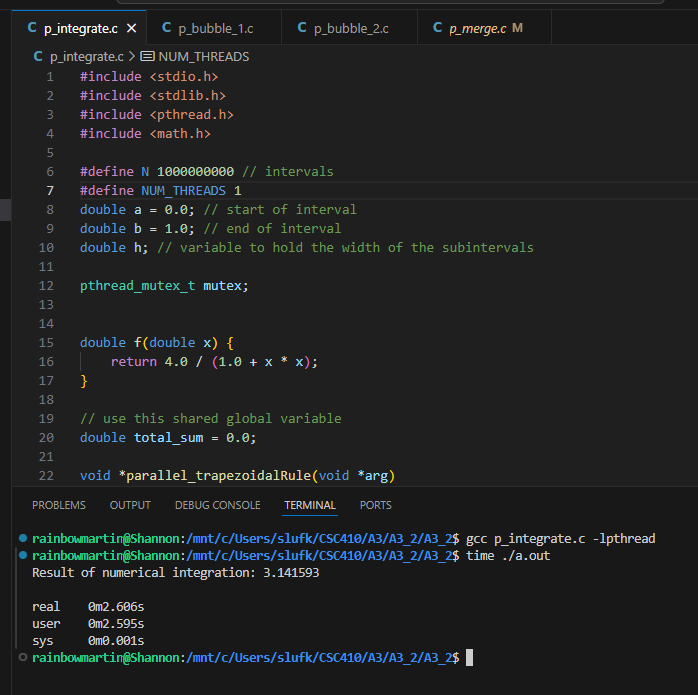 C p_integrate.c × C p_bubble_1.c C p_bubble_2.c C p_merge.c M
C p_integrate.c > NUM_THREADS
1 #include <stdio.h>
2 #include <stdlib.h>
3 #include <pthread.h>
4 #include <math.h>
5
6 #define N 1000000000 // intervals
7 #define NUM_THREADS 1
8 double a = 0.0; // start of interval
9 double b = 1.0; // end of interval
10 double h; // variable to hold the width of the subintervals
11
12 pthread_mutex_t mutex;
13
14
15 double f(double x) {
16 return 4.0 / (1.0 + x * x);
17 }
18
19 // use this shared global variable
20 double total_sum = 0.0;
21
22 void *parallel_trapezoidalRule(void *arg)
PROBLEMS OUTPUT DEBUG CONSOLE TERMINAL PORTS
rainbowmartin@Shannon:/mnt/c/Users/slufk/CSC410/A3/A3_2/A3_2$ gcc p_integrate.c -lpthread
rainbowmartin@Shannon:/mnt/c/Users/slufk/CSC410/A3/A3_2/A3_2$ time ./a.out
Result of numerical integration: 3.141593
real 0m2.606s
user 0m2.595s
sys 0m0.001s
rainbowmartin@Shannon:/mnt/c/Users/slufk/CSC410/A3/A3_2/A3_2$